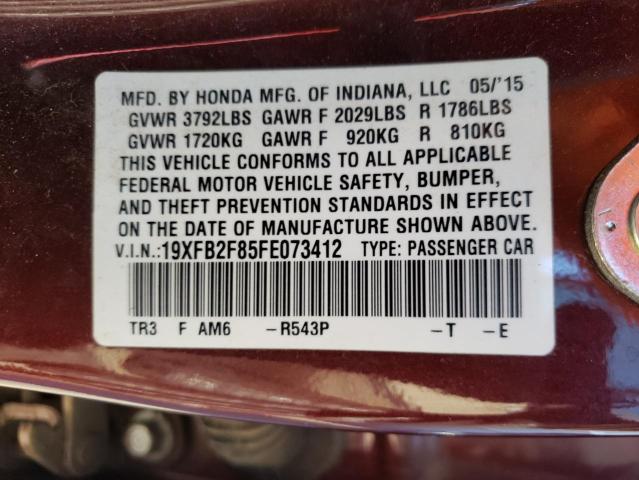 MFD. BY HONDA MFG. OF INDIANA, LLC 05/'15
GVWR 3792LBS GAWR F 2029LBS R 1786LBS
GVWR 1720KG GAWR F 920KG R 810KG
THIS VEHICLE CONFORMS TO ALL APPLICABLE
FEDERAL MOTOR VEHICLE SAFETY, BUMPER,
AND THEFT PREVENTION STANDARDS IN EFFECT
ON THE DATE OF MANUFACTURE SHOWN ABOVE.
V.I.N.:19XFB2F85FE073412 TYPE: PASSENGER CAR
TR3 F AM6 -R543P -T -E